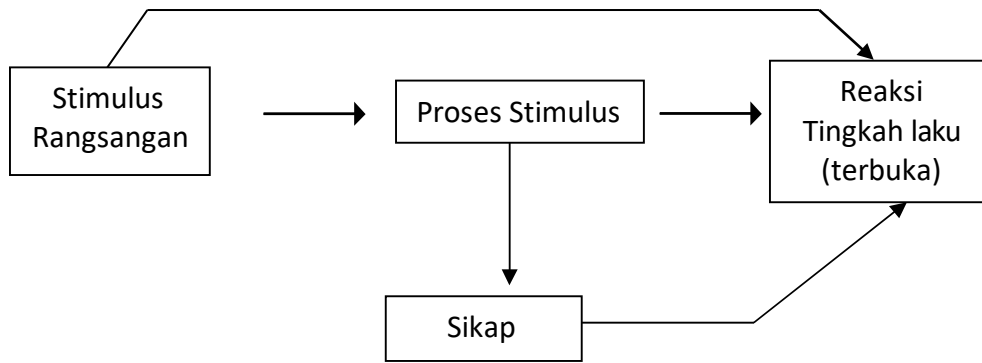 Stimulus
Rangsangan
Proses Stimulus
Reaksi
Tingkah laku
(terbuka)
Sikap